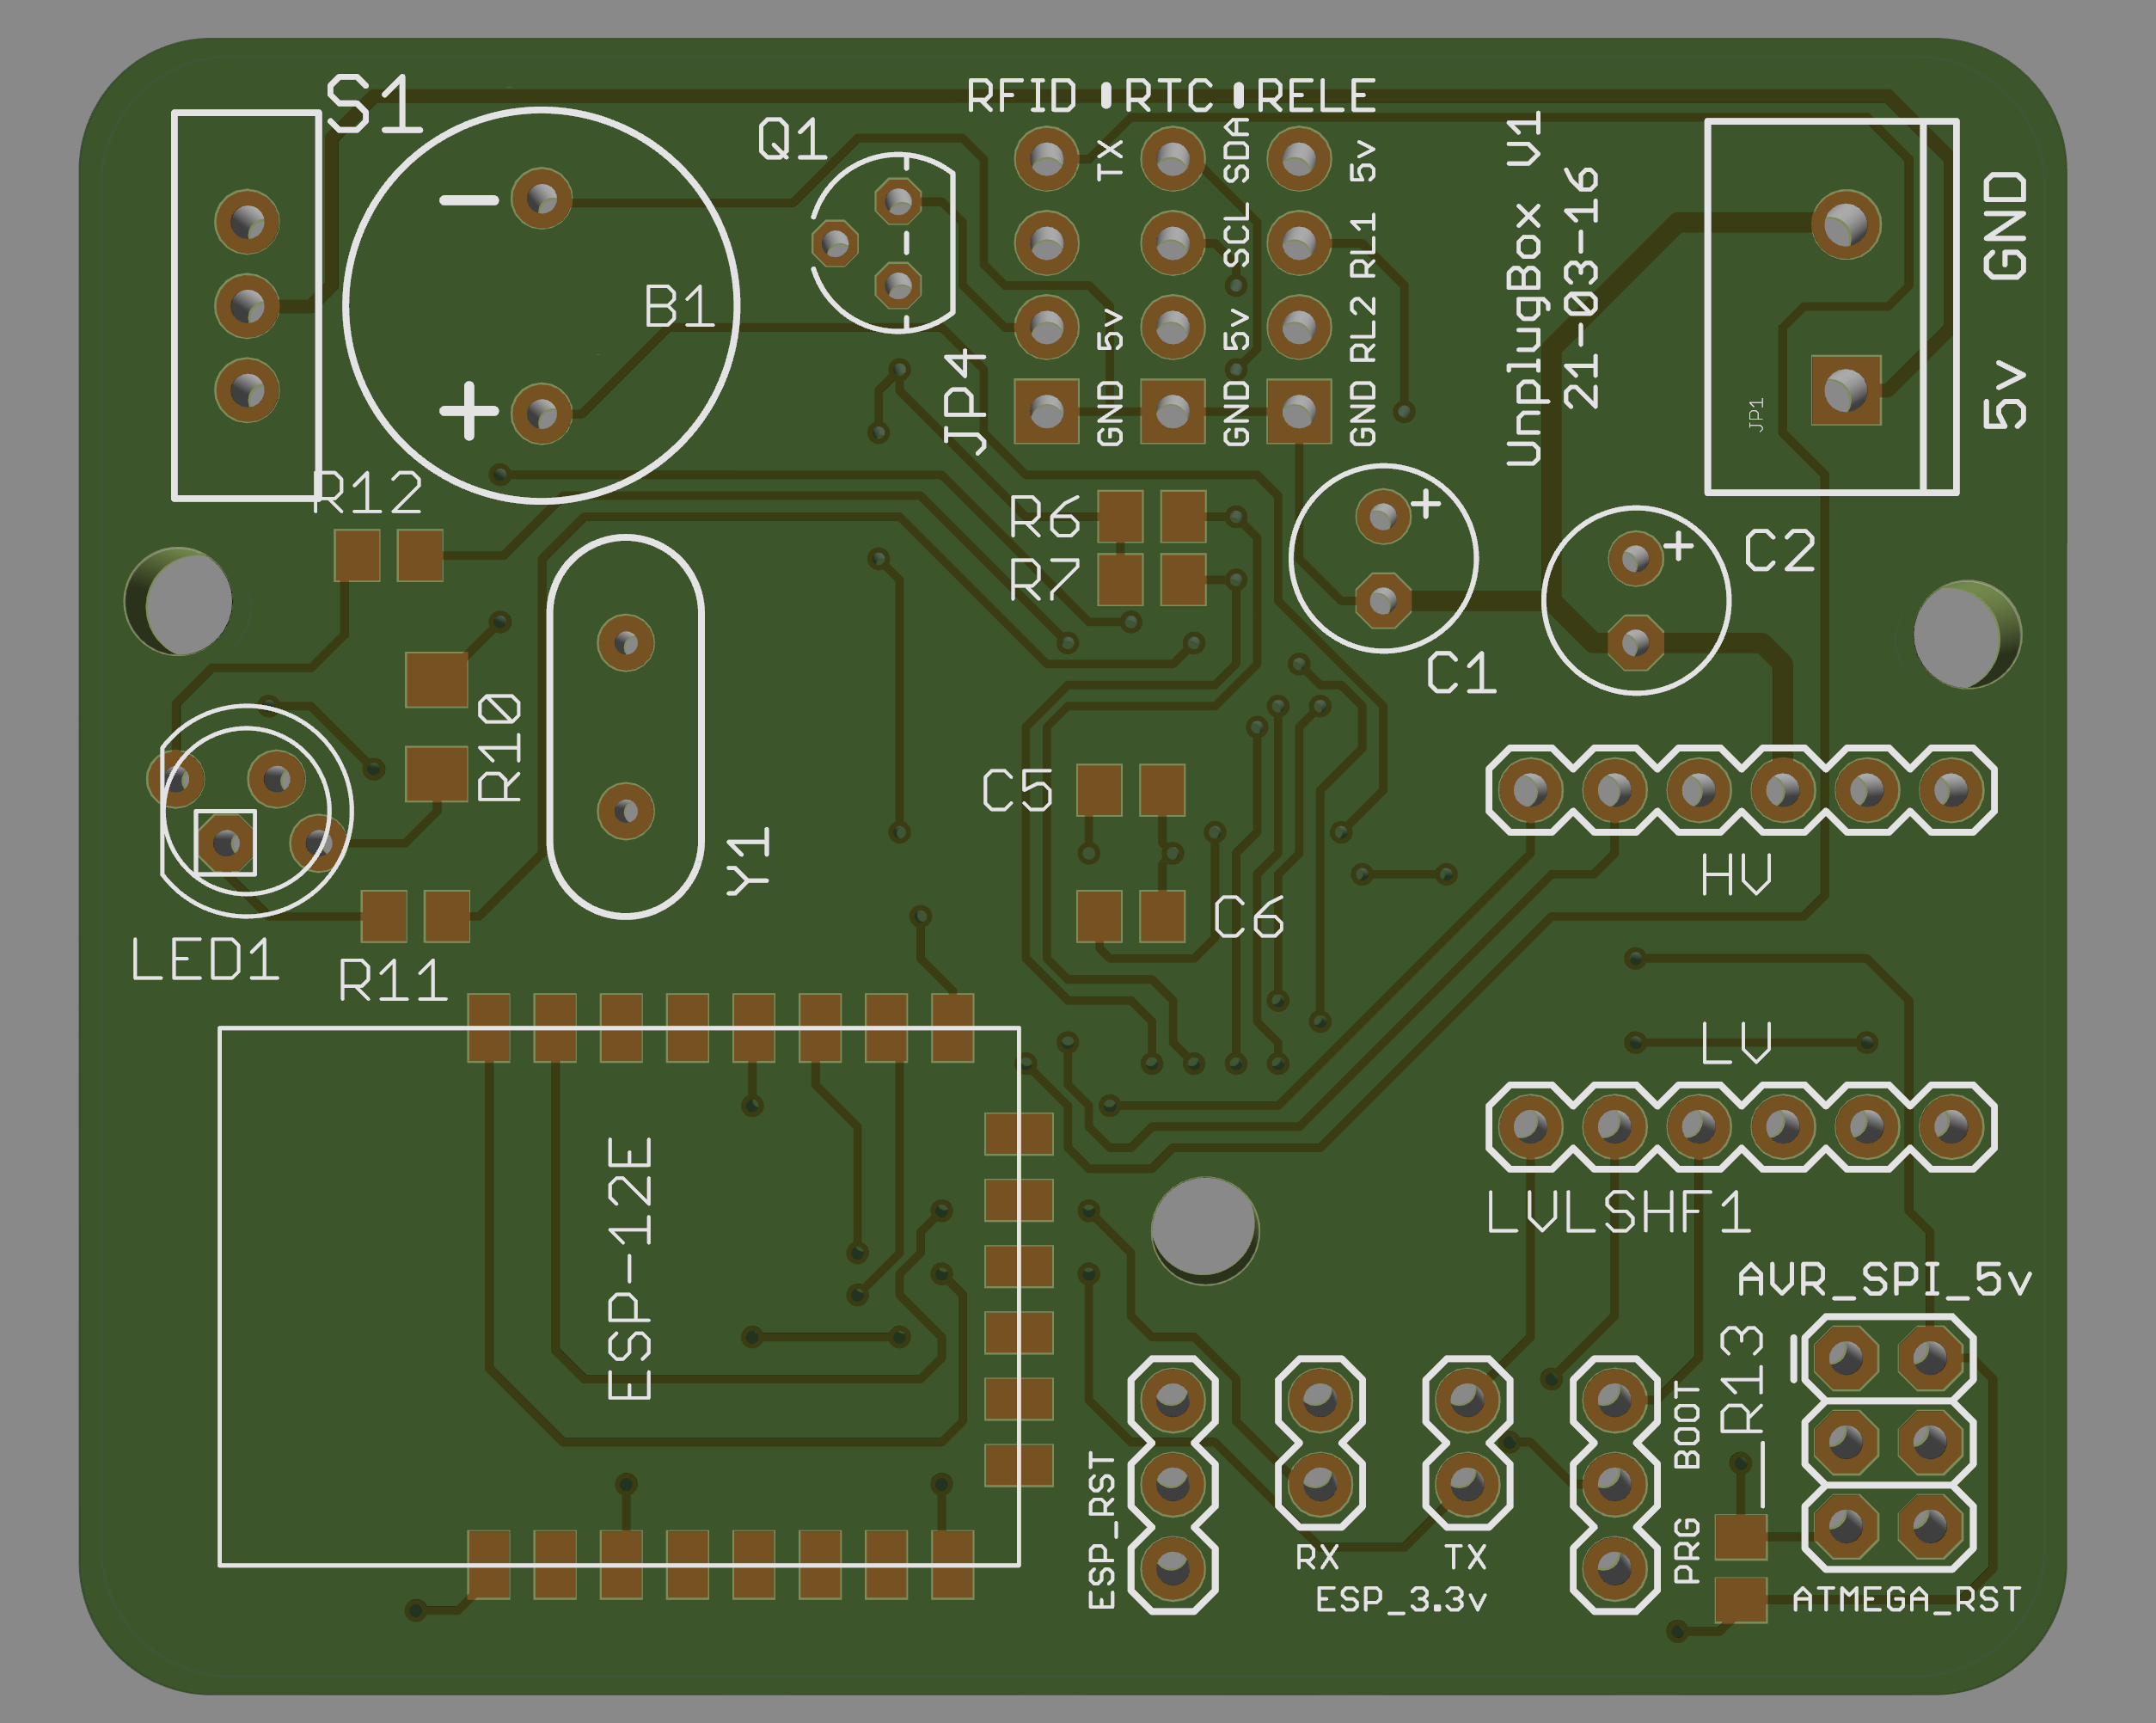 S1
Q1
RFID RTC RELE
TX
SDA
5v
SCL
RL1
5v
5v
RL2
GND
GND
GND
JP4
B1
-
+
UnplugBox V1
21-03-16
JP1
GND
5v
R12
R6
R7
+
C1
+
C2
R10
Y1
C5
C6
LED1
R11
HV
LV
LVLSHF1
ESP-12E
AVR_SPI_5v
R13
BOOT
PRG
ESP_RST
RX
TX
ESP_3.3v
ATMEGA_RST